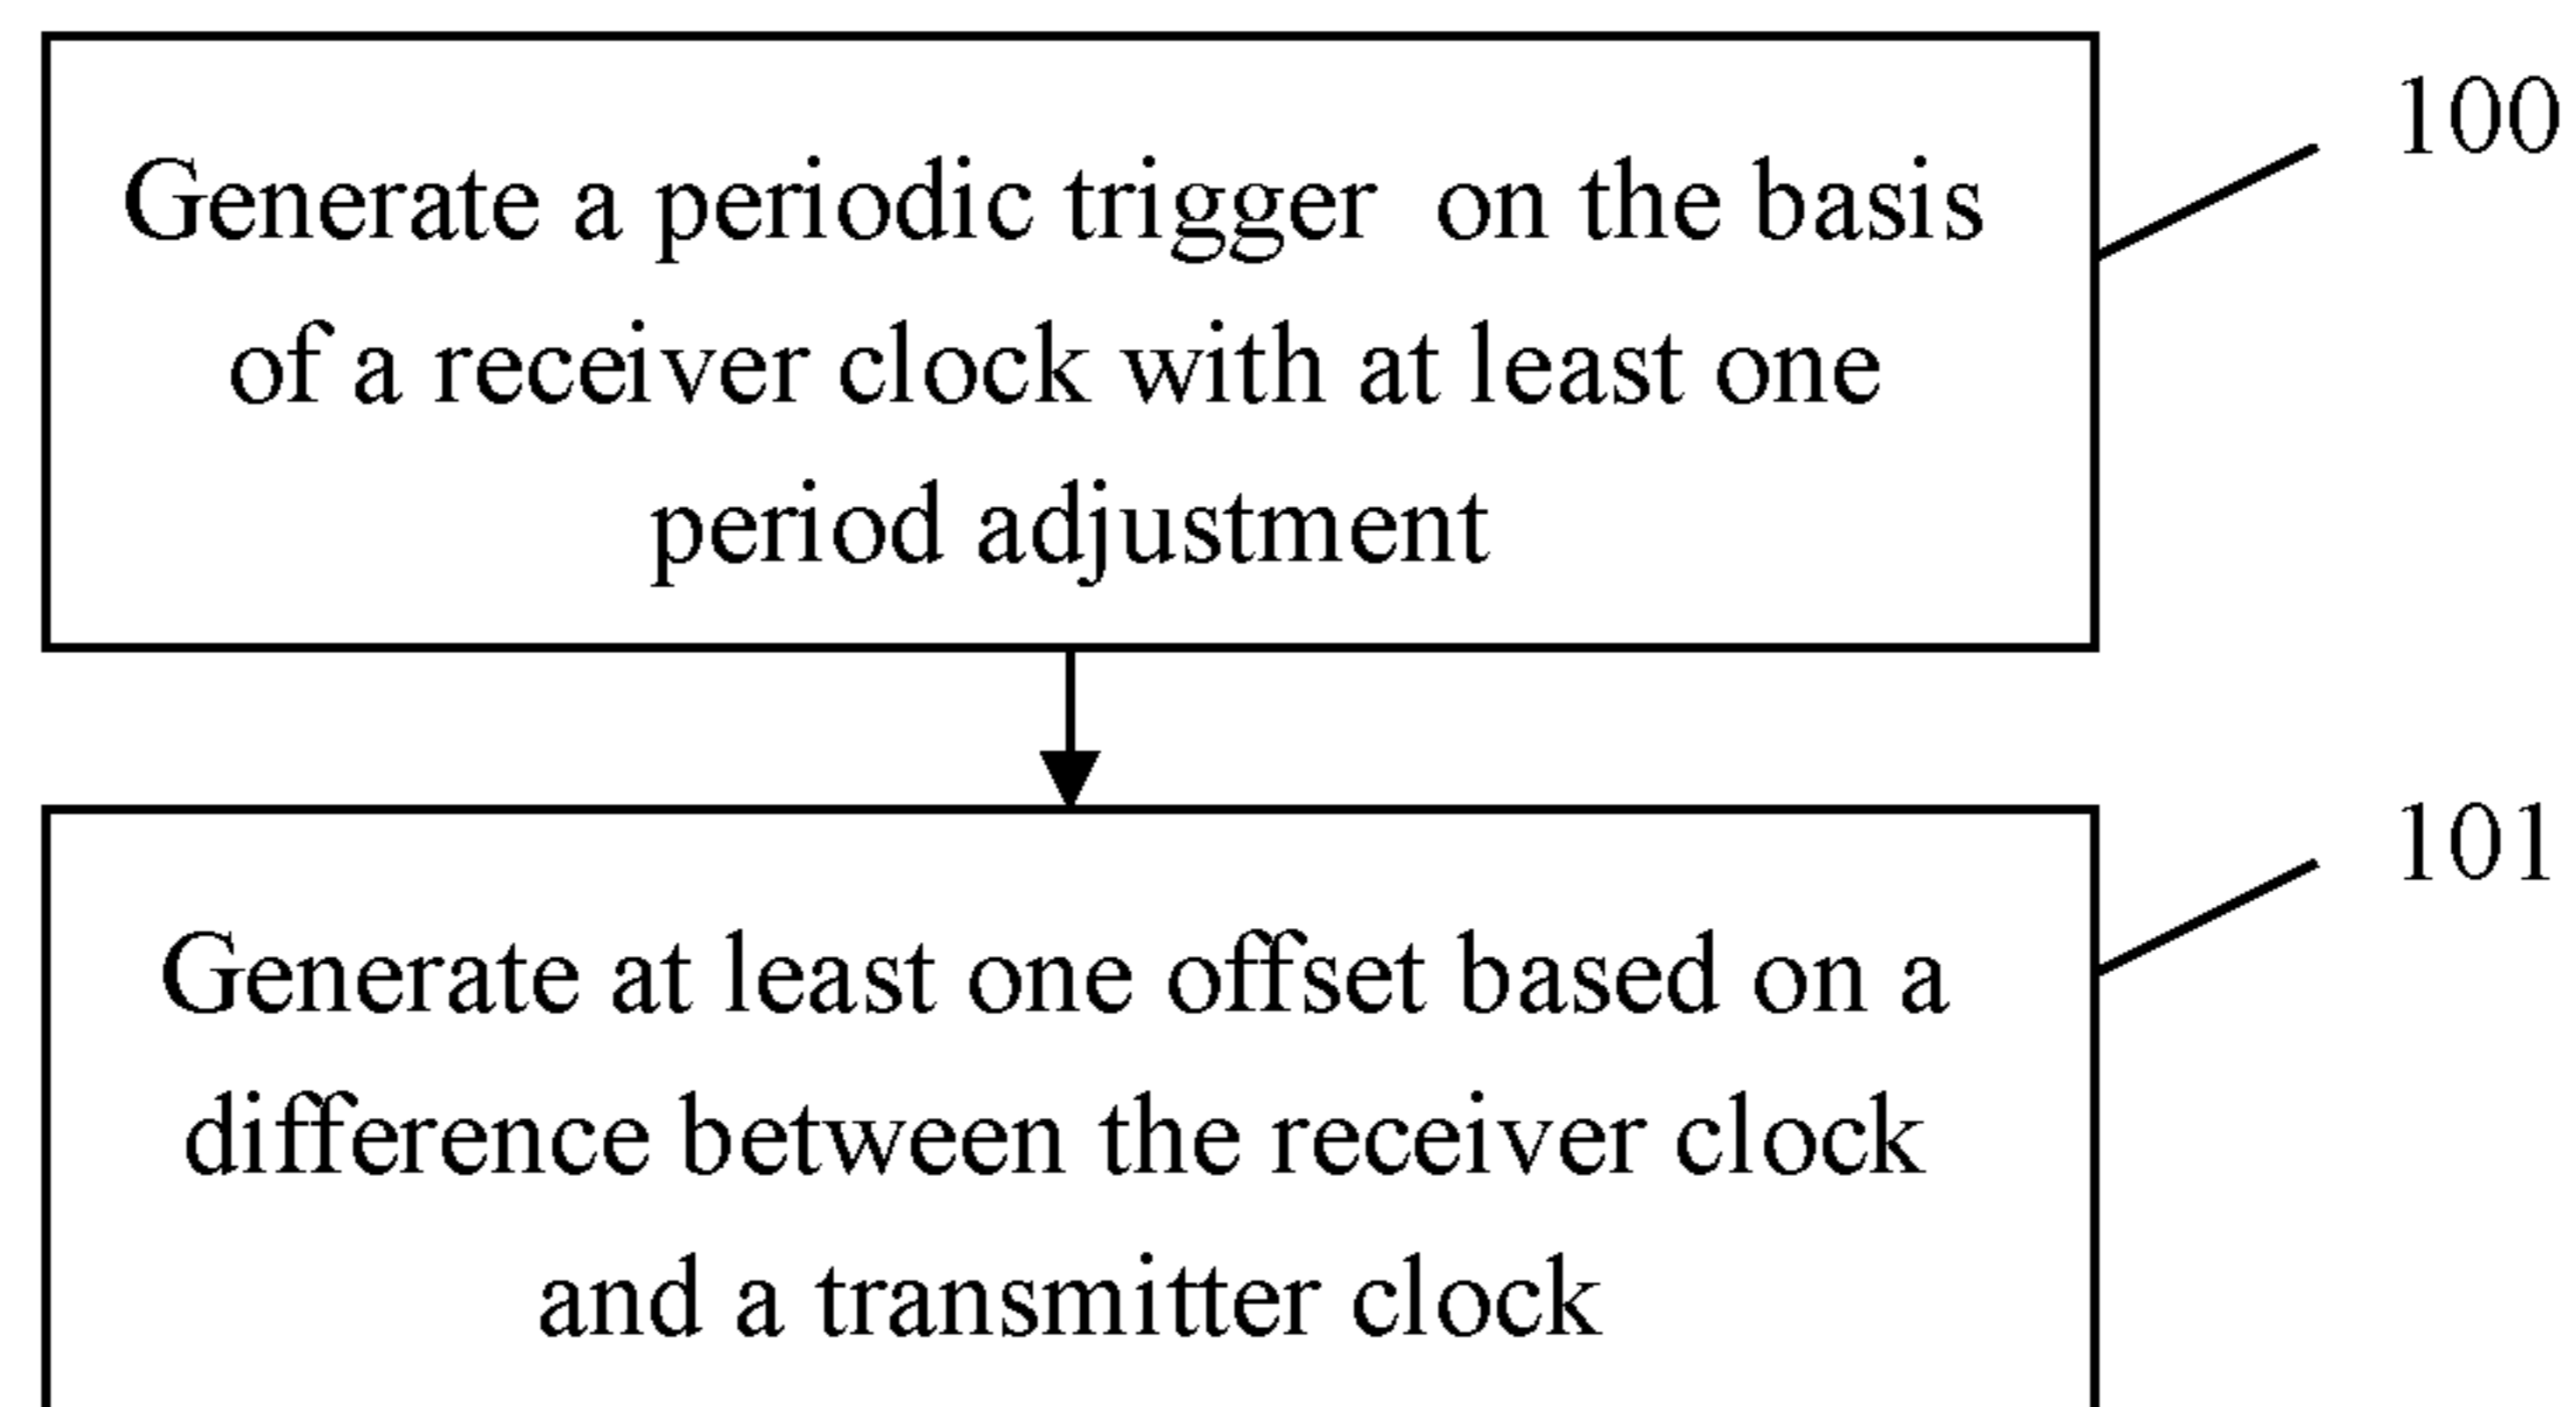 100
Generate a periodic trigger on the basis
of a receiver clock with at least one
period adjustment
101
Generate at least one offset based on a
difference between the receiver clock
and a transmitter clock